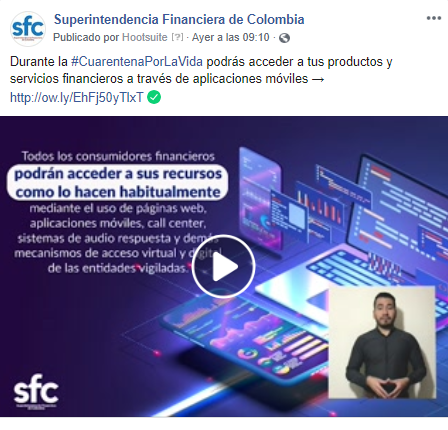 sfc
Superintendencia Financiera de Colombia
Publicado por Hootsuite [?] · Ayer a las 09:10 ·
Durante la #CuarentenaPorLaVida podrás acceder a tus productos y
servicios financieros a través de aplicaciones móviles →
http://ow.ly/EhFj50yTlxT
Todos los consumidores financieros
podrán acceder a sus recursos
como lo hacen habitualmente
mediante el uso de páginas web,
aplicaciones móviles, call center,
sistemas de audio respuesta y demás
mecanismos de acceso virtual y digital
de las entidades vigiladas.
sfc